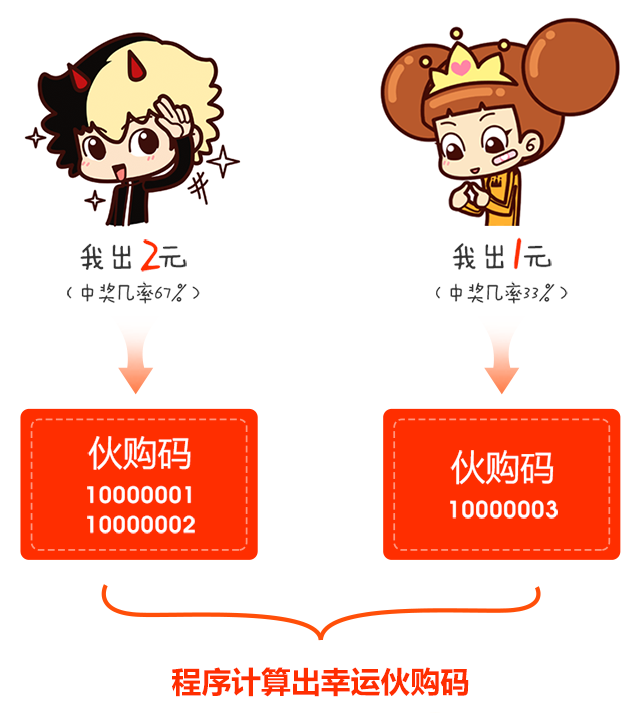 我出2元
(中奖几率67%)
我出1元
(中奖几率33%)
伙购码
10000001
10000002
伙购码
10000003
程序计算出幸运伙购码